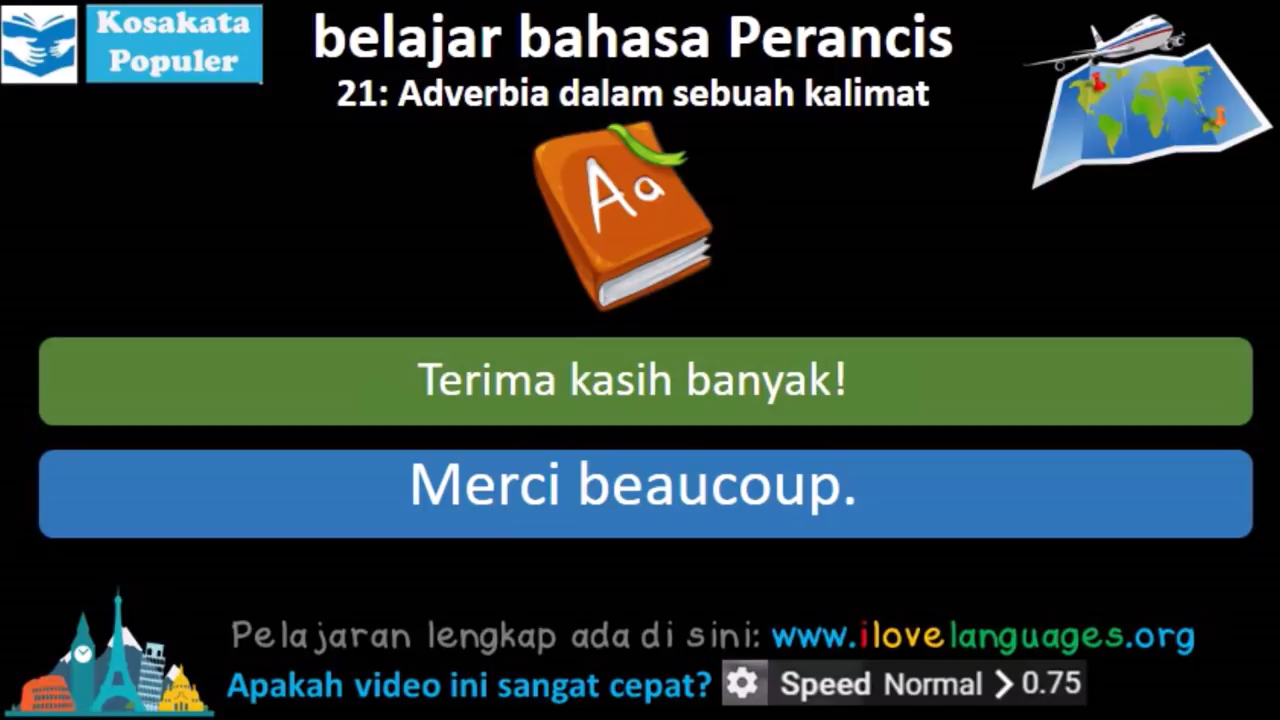 Kosakata
Populer
belajar bahasa Perancis
21: Adverbia dalam sebuah kalimat
Aa
Terima kasih banyak!
Merci beaucoup.
Pelajaran lengkap ada di sini: www.ilovelanguages.org
Apakah video ini sangat cepat? Speed Normal > 0.75